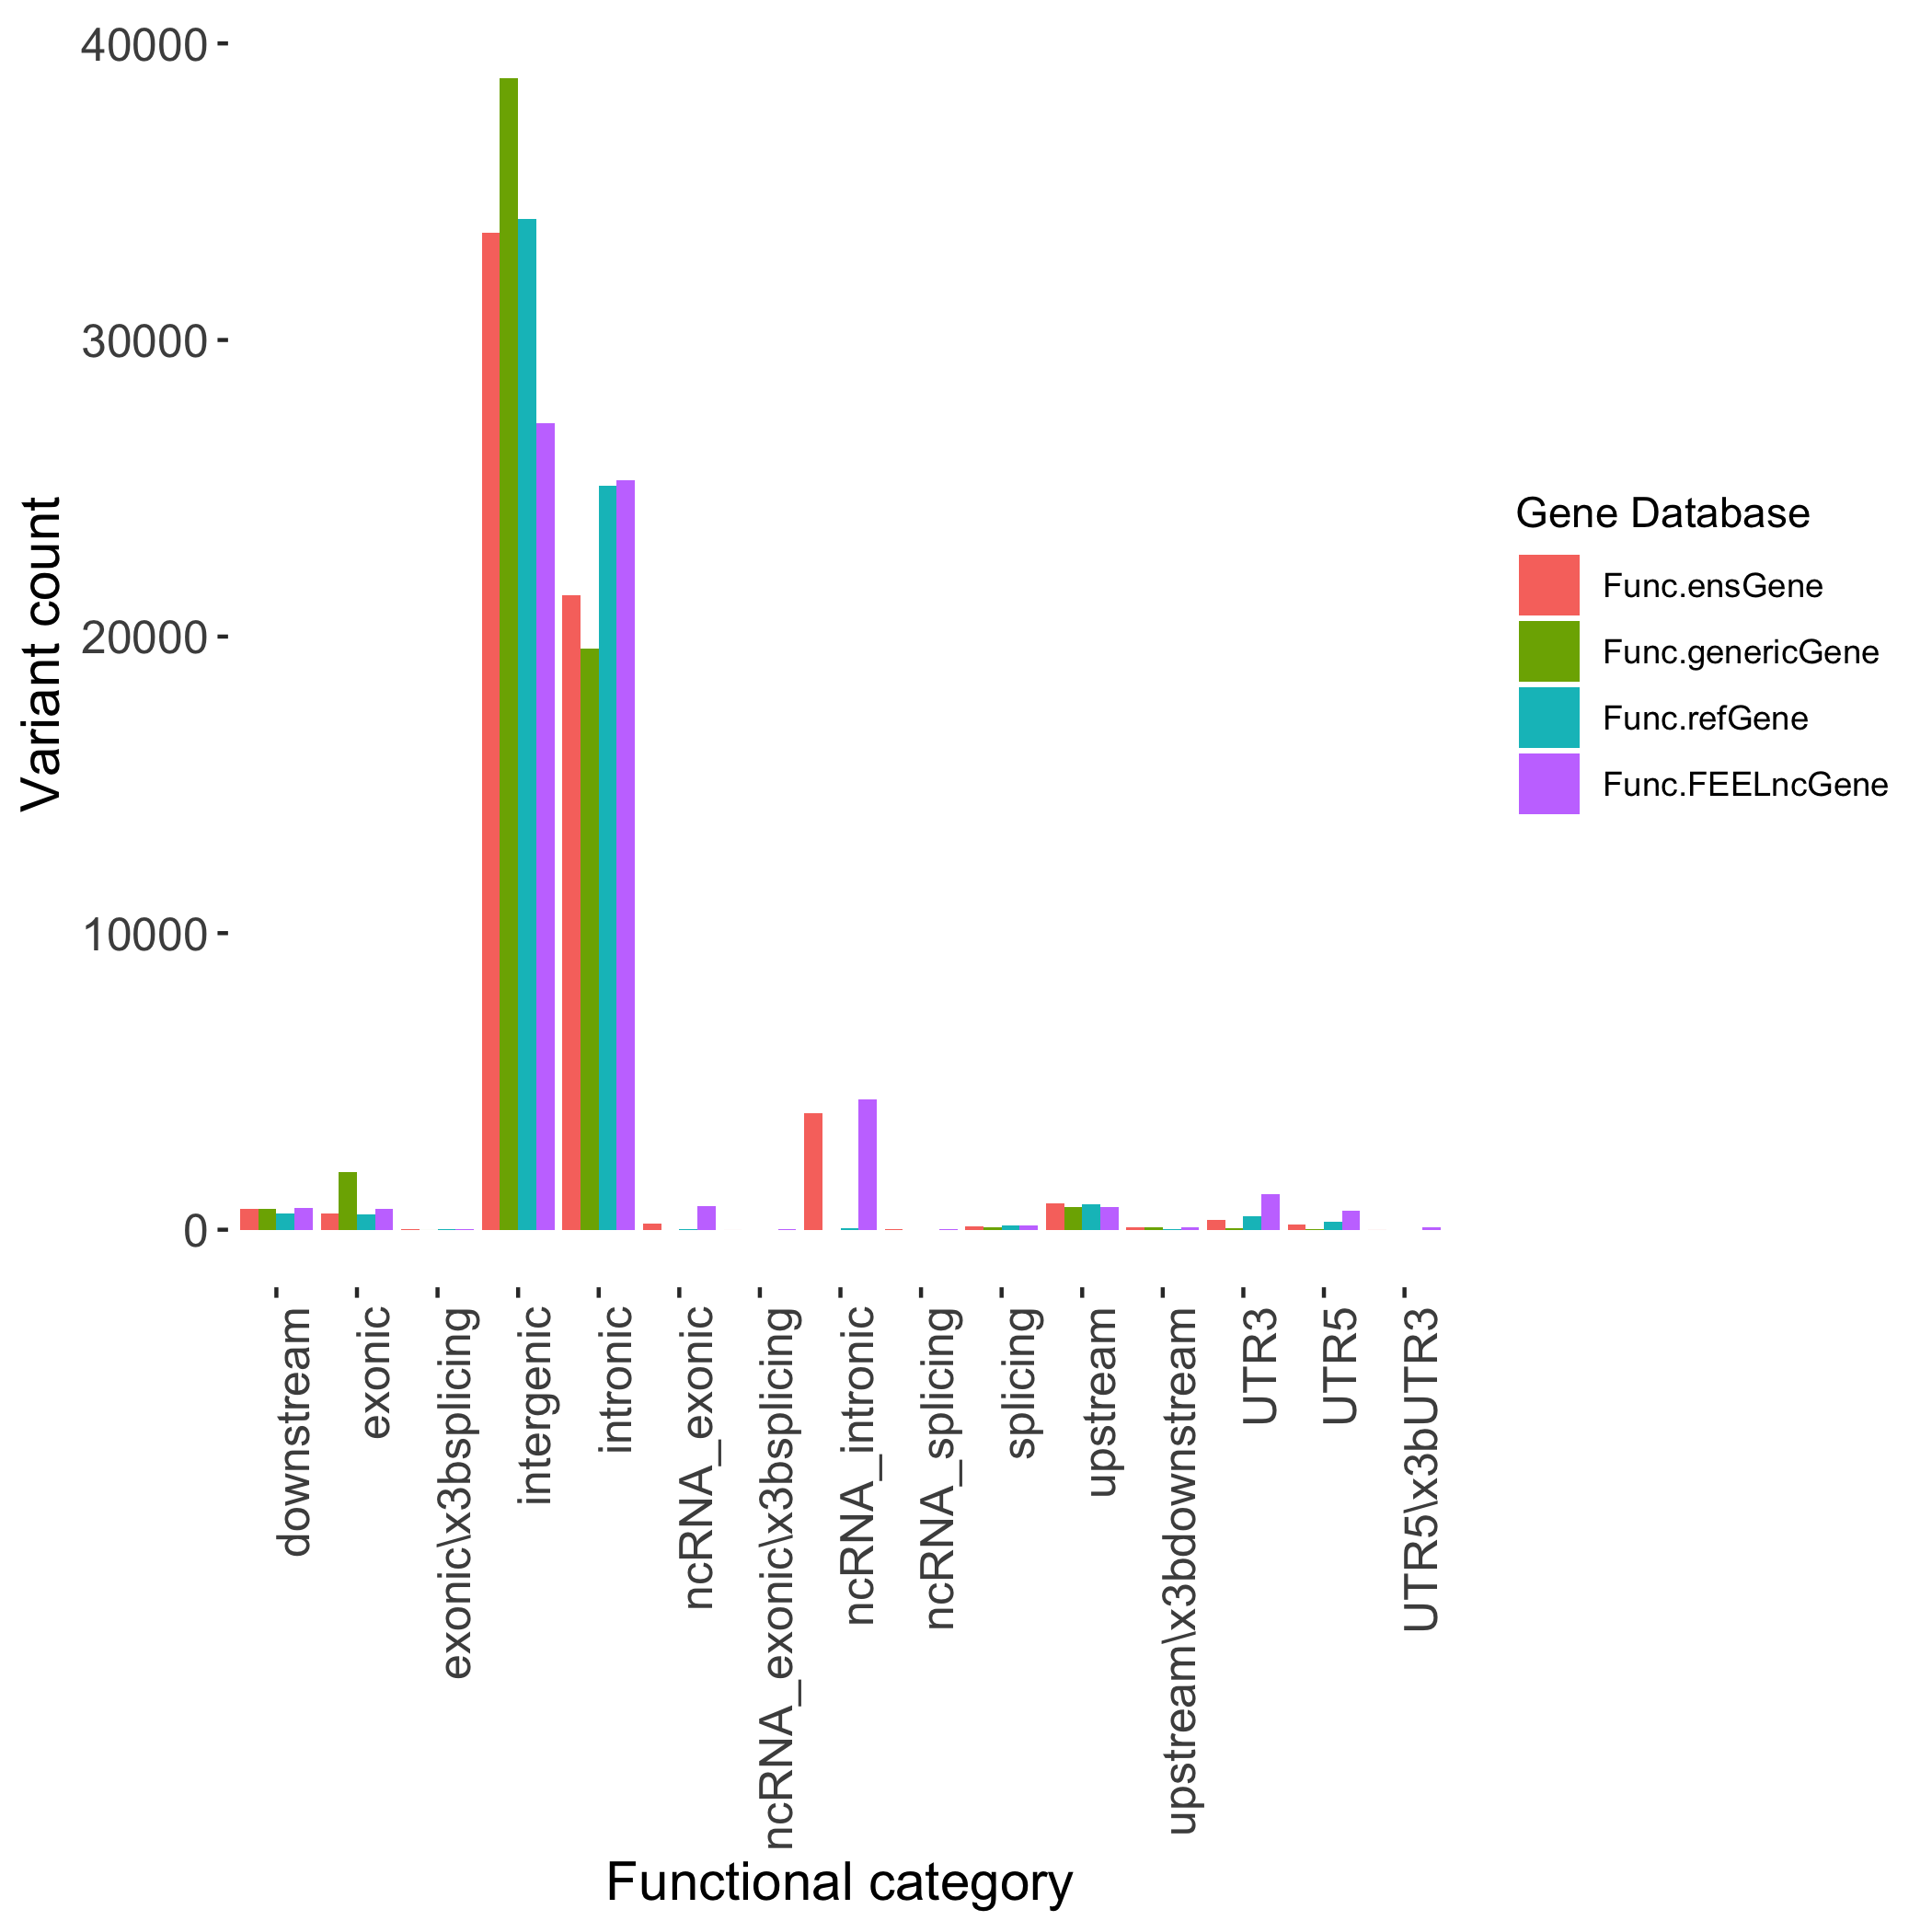 40000
30000
20000
10000
0
Variant count
downstream
exonic
exonic\x3bsplicing
intergenic
intronic
ncRNA_exonic
ncRNA_exonic\x3bsplicing
ncRNA_intronic
ncRNA_splicing
splicing
upstream
upstream\x3bdownstream
UTR3
UTR5
UTR5\x3bUTR3
Functional category
Gene Database
Func.ensGene
Func.genericGene
Func.refGene
Func.FEELncGene